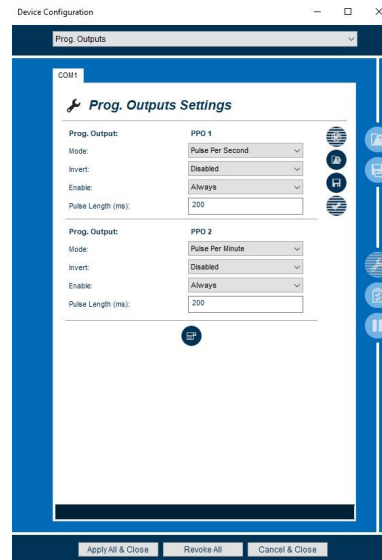 Device Configuration
Prog. Outputs
COM1
Prog. Outputs Settings
Prog. Output: PPO 1
Mode: Pulse Per Second
Invert: Disabled
Enable: Always
Pulse Length (ms): 200
Prog. Output: PPO 2
Mode: Pulse Per Minute
Invert: Disabled
Enable: Always
Pulse Length (ms): 200
Apply All & Close Revoke All Cancel & Close